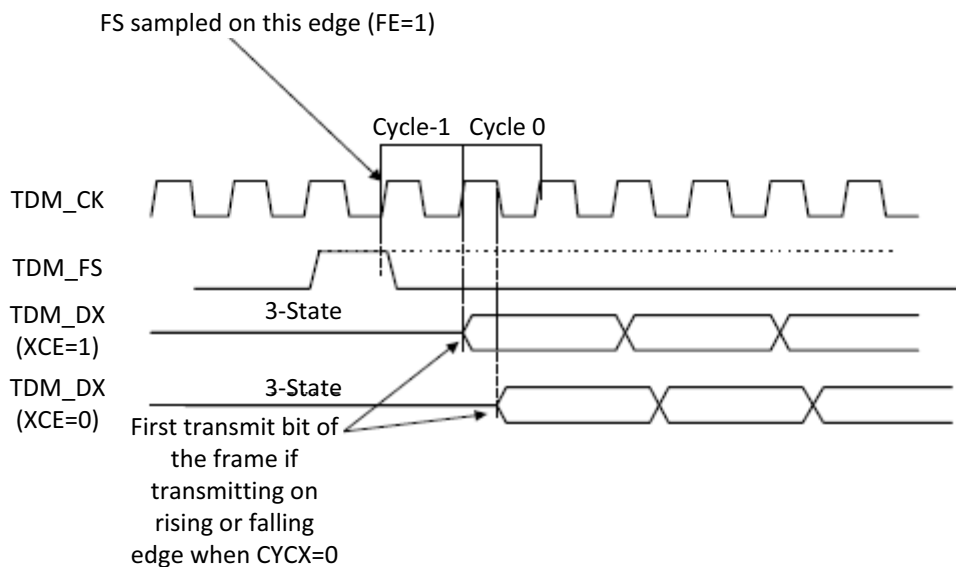 FS sampled on this edge (FE=1)
Cycle-1
Cycle 0
TDM_CK
TDM_FS
3-State
TDM_DX
(XCE=1)
3-State
TDM_DX
(XCE=0)
First transmit bit of
the frame if
transmitting on
rising or falling
edge when CYCX=0